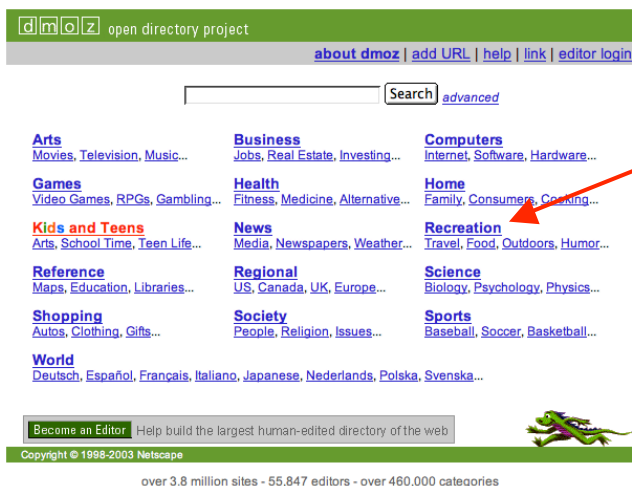 dmoz open directory project
about dmoz | add URL | help | link | editor login
Search advanced
Arts Business Computers
Movies, Television, Music... Jobs, Real Estate, Investing... Internet, Software, Hardware...
Games Health Home
Video Games, RPGs, Gambling... Fitness, Medicine, Alternative... Family, Consumers, Cooking...
Kids and Teens News Recreation
Arts, School Time, Teen Life... Media, Newspapers, Weather... Travel, Food, Outdoors, Humor...
Reference Regional Science
Maps, Education, Libraries... US, Canada, UK, Europe... Biology, Psychology, Physics...
Shopping Society Sports
Autos, Clothing, Gifts... People, Religion, Issues... Baseball, Soccer, Basketball...
World
Deutsch, Español, Français, Italiano, Japanese, Nederlands, Polska, Svenska...
Become an Editor Help build the largest human-edited directory of the web
Copyright © 1998-2003 Netscape
over 3.8 million sites - 55,847 editors - over 460,000 categories